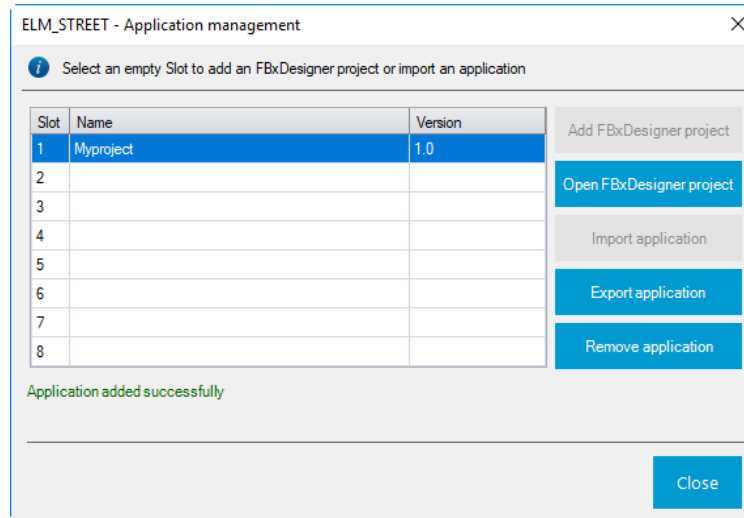 ELM_STREET - Application management
i Select an empty Slot to add an FBxDesigner project or import an application
Slot Name Version
1 Myproject 1.0
2
3
4
5
6
7
8
Add FBxDesigner project
Open FBxDesigner project
Import application
Export application
Remove application
Application added successfully
Close